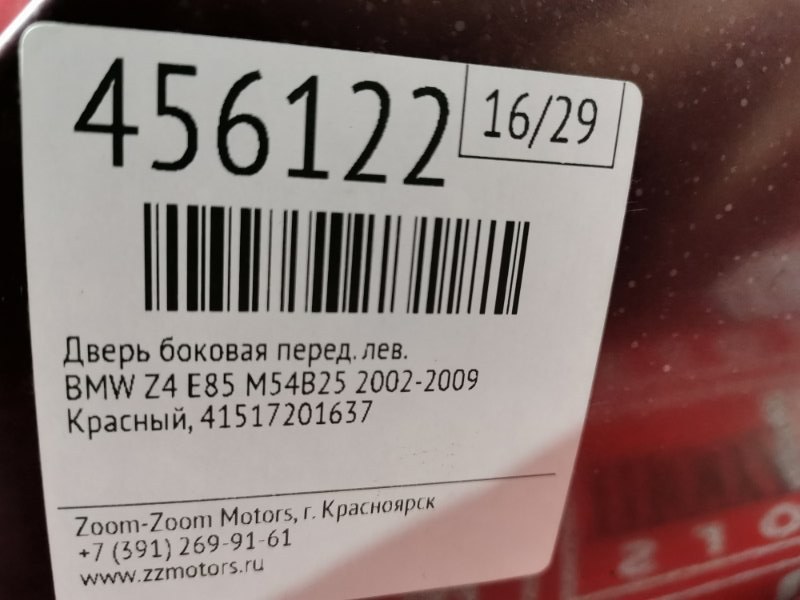 456122
16/29
Дверь боковая перед. лев.
BMW Z4 E85 M54B25 2002-2009
Красный, 41517201637
Zoom-Zoom Motors, г. Красноярск
+7 (391) 269-91-61
www.zzmotors.ru
210